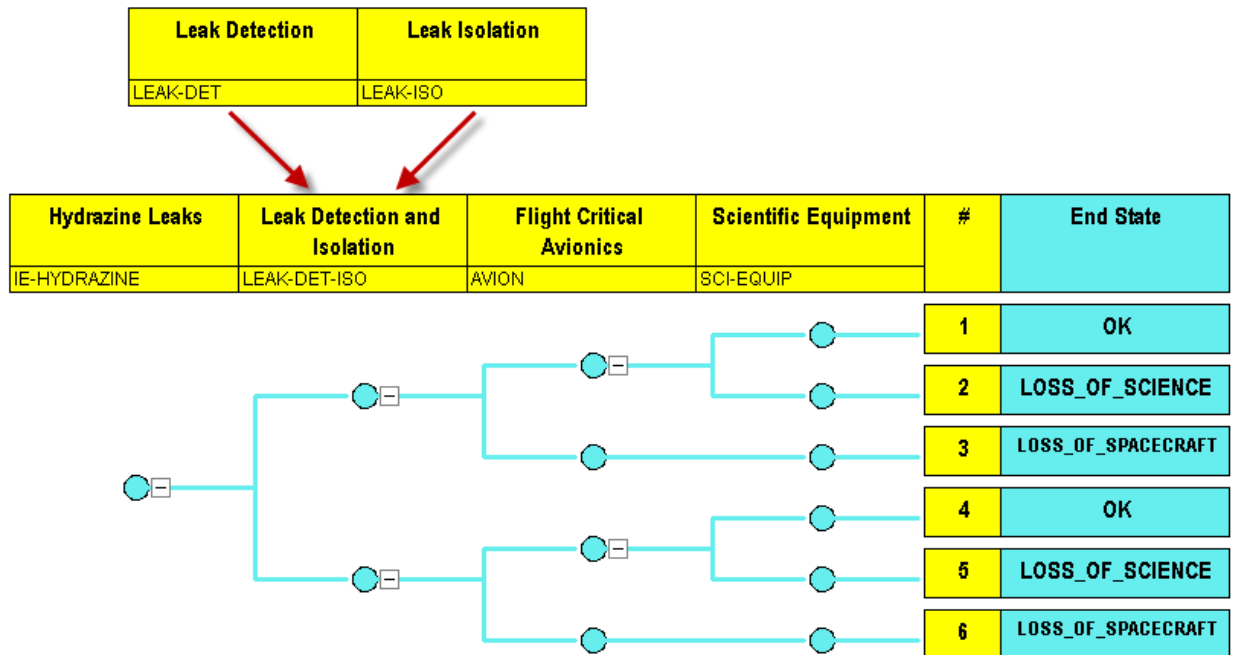 Leak Detection
Leak Isolation
LEAK-DET
LEAK-ISO
Hydrazine Leaks
Leak Detection and
Isolation
Flight Critical
Avionics
Scientific Equipment
#
End State
IE-HYDRAZINE
LEAK-DET-ISO
AVION
SCI-EQUIP
1
OK
2
LOSS_OF_SCIENCE
3
LOSS_OF_SPACECRAFT
4
OK
5
LOSS_OF_SCIENCE
6
LOSS_OF_SPACECRAFT